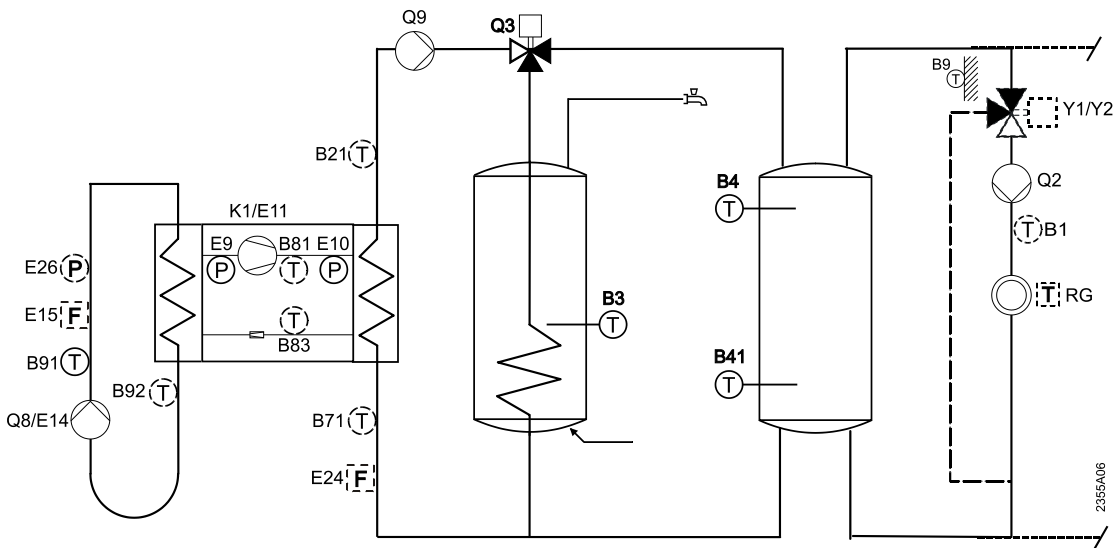 Q9
Q3
B9
T
Y1/Y2
B21 T
B4
T
Q2
K1/E11
T B1
E9 B81 E10
P T P
E26 P
E15 F
B3
T
T RG
T
B83
B91 T
B92 T
B41
T
Q8/E14
B71 T
E24 F
2355A06